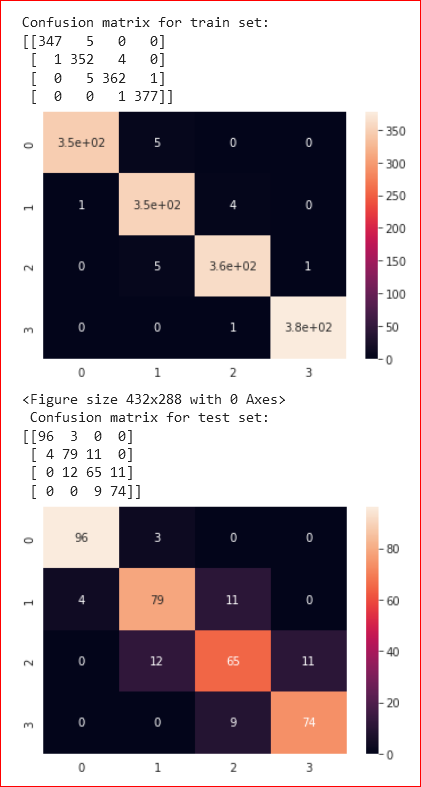 Confusion matrix for train set:
[[347   5   0   0]
 [  1 352   4   0]
 [  0   5 362   1]
 [  0   0   1 377]]
0 3.5e+02 5 0 0
1 1 3.5e+02 4 0
2 0 5 3.6e+02 1
3 0 0 1 3.8e+02
0 1 2 3
350
300
250
200
150
100
50
0
<Figure size 432x288 with 0 Axes>
Confusion matrix for test set:
[[96  3  0  0]
 [ 4 79 11  0]
 [ 0 12 65 11]
 [ 0  0  9 74]]
0 96 3 0 0
1 4 79 11 0
2 0 12 65 11
3 0 0 9 74
0 1 2 3
80
60
40
20
0